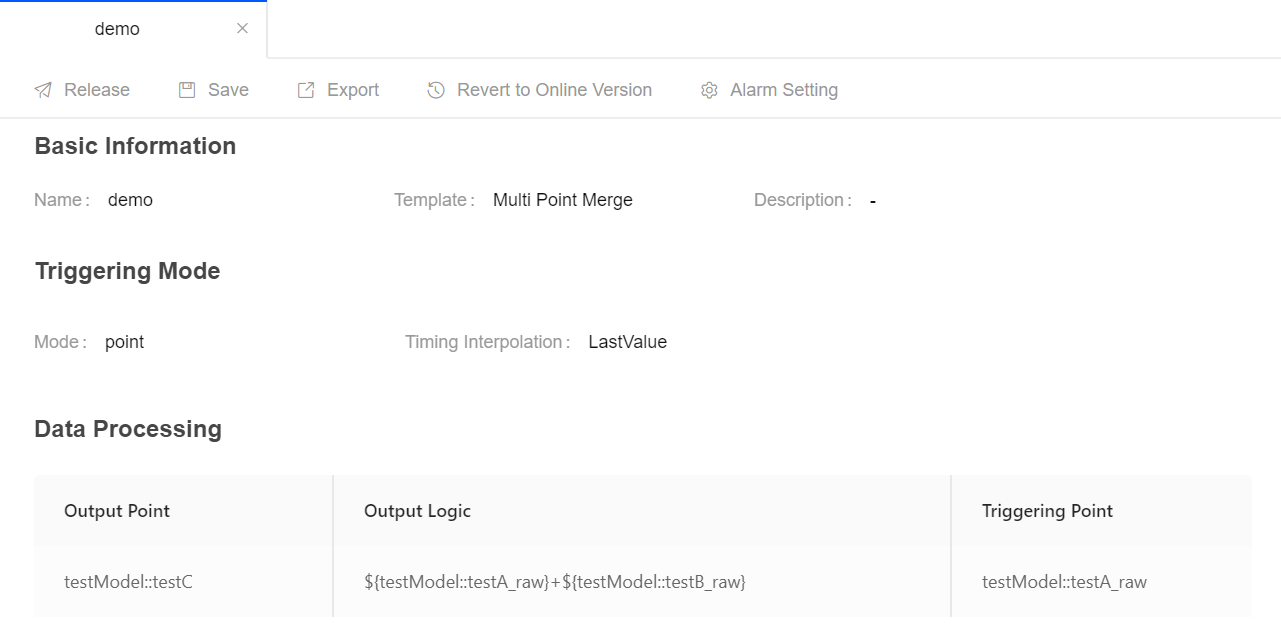 demo
Release Save Export Revert to Online Version Alarm Setting
Basic Information
Name : demo Template : Multi Point Merge Description : -
Triggering Mode
Mode : point Timing Interpolation : LastValue
Data Processing
Output Point Output Logic Triggering Point
testModel::testC ${testModel::testA_raw}+${testModel::testB_raw} testModel::testA_raw